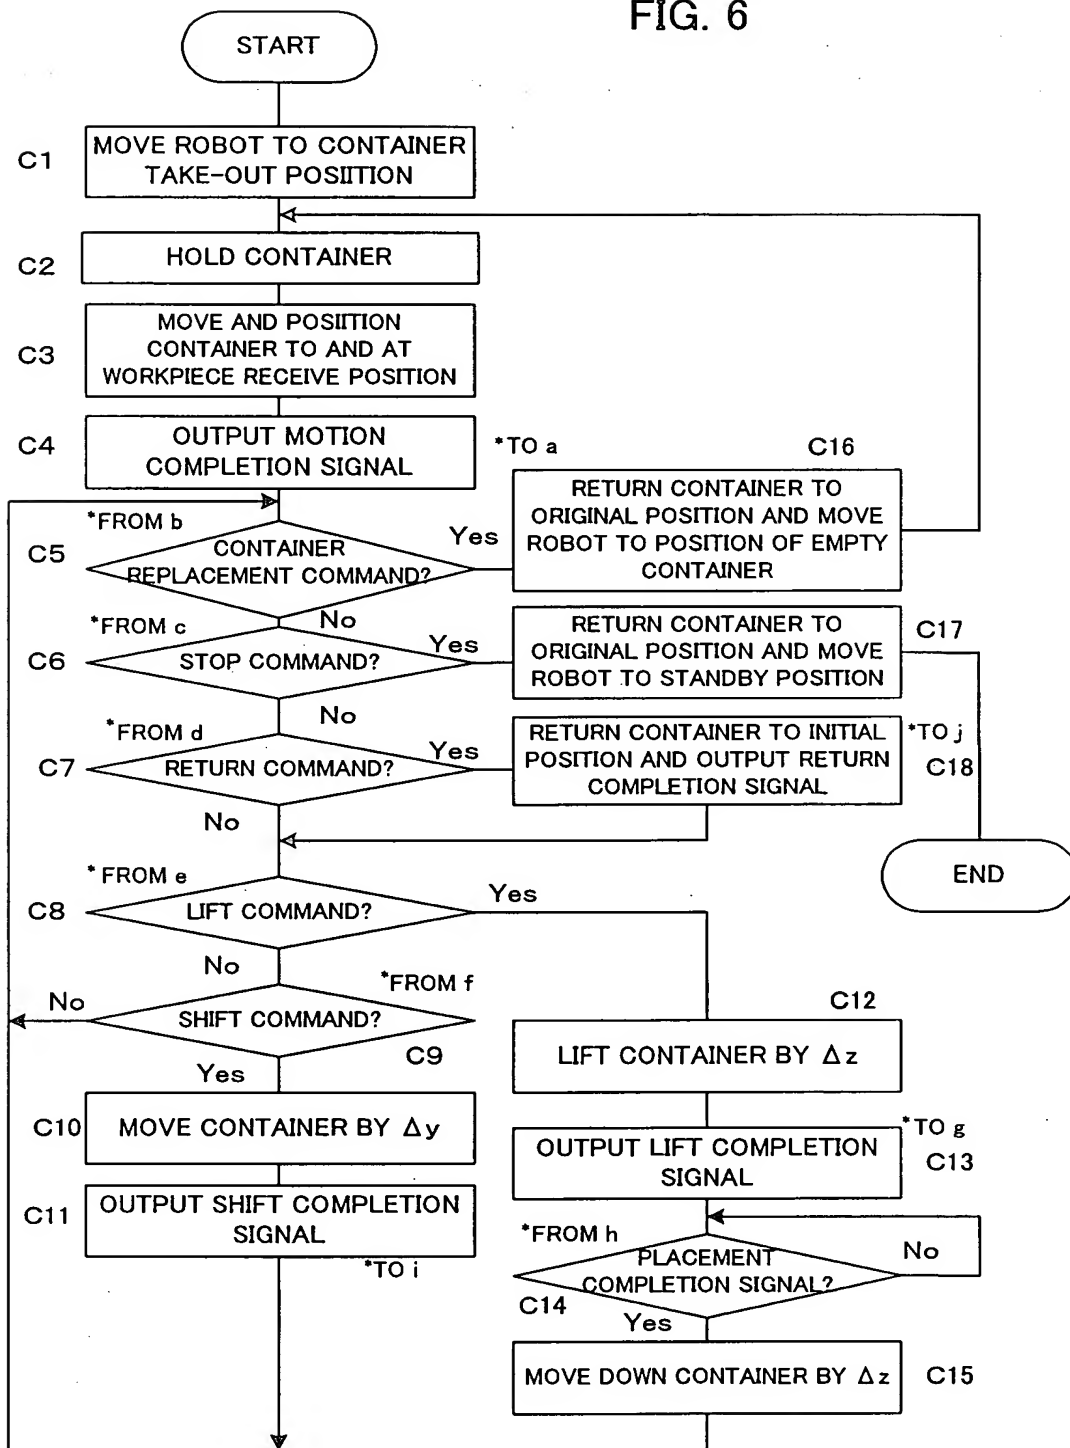 FIG. 6
START
C1
MOVE ROBOT TO CONTAINER
TAKE-OUT POSIITION
C2
HOLD CONTAINER
C3
MOVE AND POSIITION
CONTAINER TO AND AT
WORKPIECE RECEIVE POSITION
C4
OUTPUT MOTION
COMPLETION SIGNAL
*TO a
C16
RETURN CONTAINER TO
ORIGINAL POSITION AND MOVE
ROBOT TO POSITION OF EMPTY
CONTAINER
*FROM b
C5
CONTAINER
REPLACEMENT COMMAND?
Yes
No
*FROM c
C6
STOP COMMAND?
Yes
No
RETURN CONTAINER TO
ORIGINAL POSITION AND MOVE
ROBOT TO STANDBY POSITION
C17
*FROM d
C7
RETURN COMMAND?
Yes
No
RETURN CONTAINER TO INITIAL
POSITION AND OUTPUT RETURN
COMPLETION SIGNAL
*TO j
C18
END
*FROM e
C8
LIFT COMMAND?
Yes
No
*FROM f
No
SHIFT COMMAND?
C9
Yes
C12
LIFT CONTAINER BY Δz
C10
MOVE CONTAINER BY Δy
OUTPUT LIFT COMPLETION
SIGNAL
*TO g
C13
C11
OUTPUT SHIFT COMPLETION
SIGNAL
*TO i
*FROM h
PLACEMENT
COMPLETION SIGNAL?
No
C14
Yes
MOVE DOWN CONTAINER BY Δz
C15